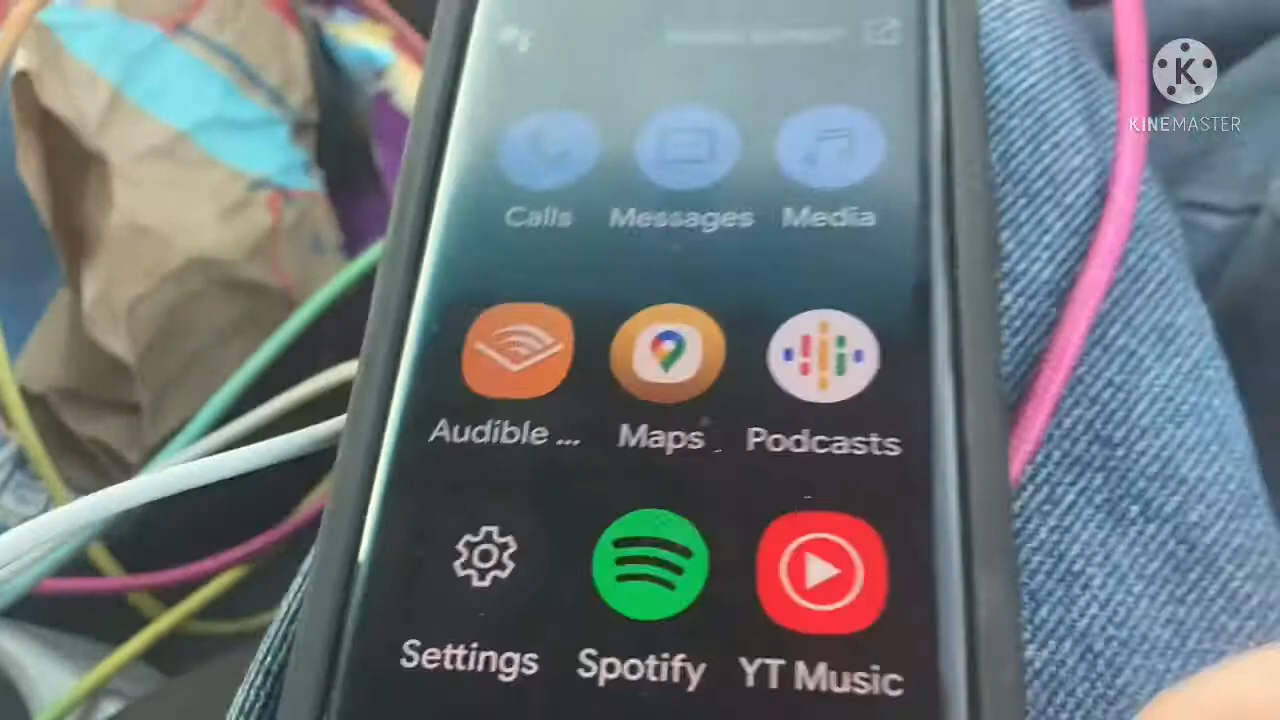 KINEMASTER
Calls Messages Media
Audible ... Maps Podcasts
Settings Spotify YT Music